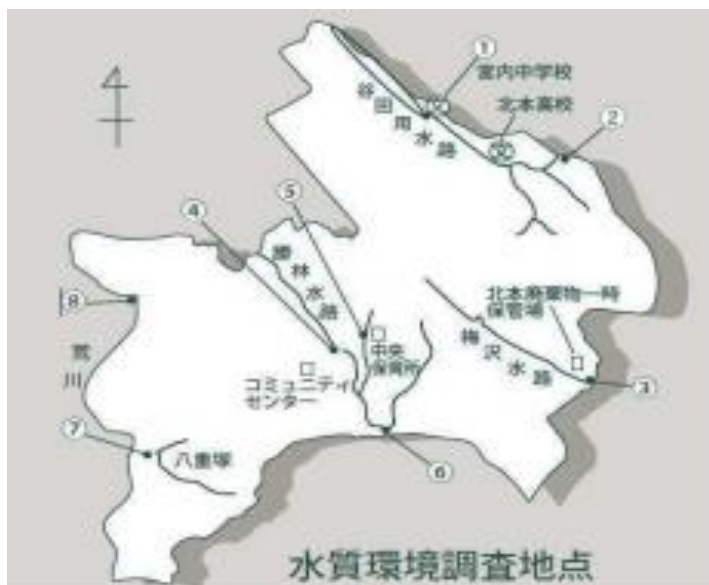 ①
宮内中学校
谷田用水路
文
北本高校
文
②
⑤
④
勝林水路
⑧
荒川
北本廃棄物一時
保管場
梅沢水路
中央
保育所
コミュニティ
センター
③
⑦
八重塚
⑥
水質環境調査地点